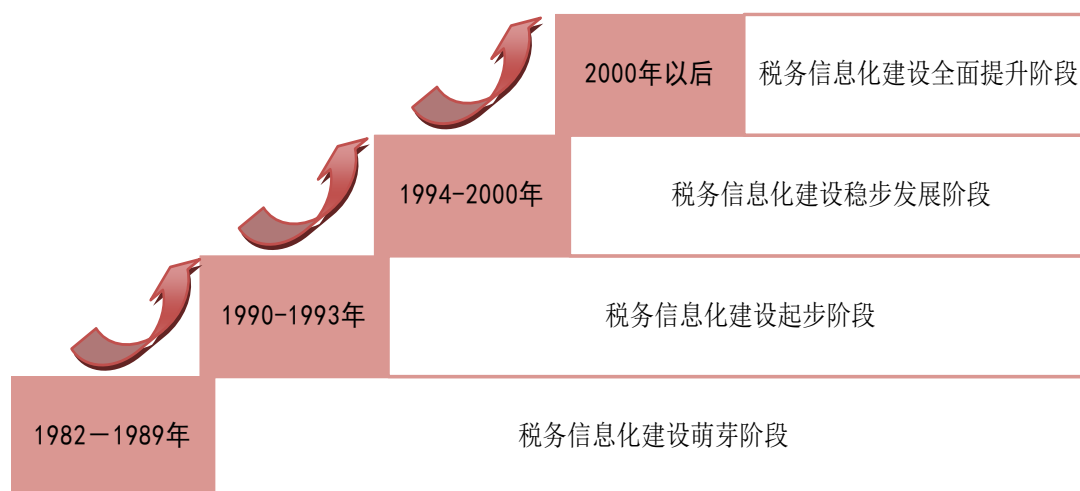 2000年以后 税务信息化建设全面提升阶段
1994-2000年 税务信息化建设稳步发展阶段
1990-1993年 税务信息化建设起步阶段
1982－1989年 税务信息化建设萌芽阶段